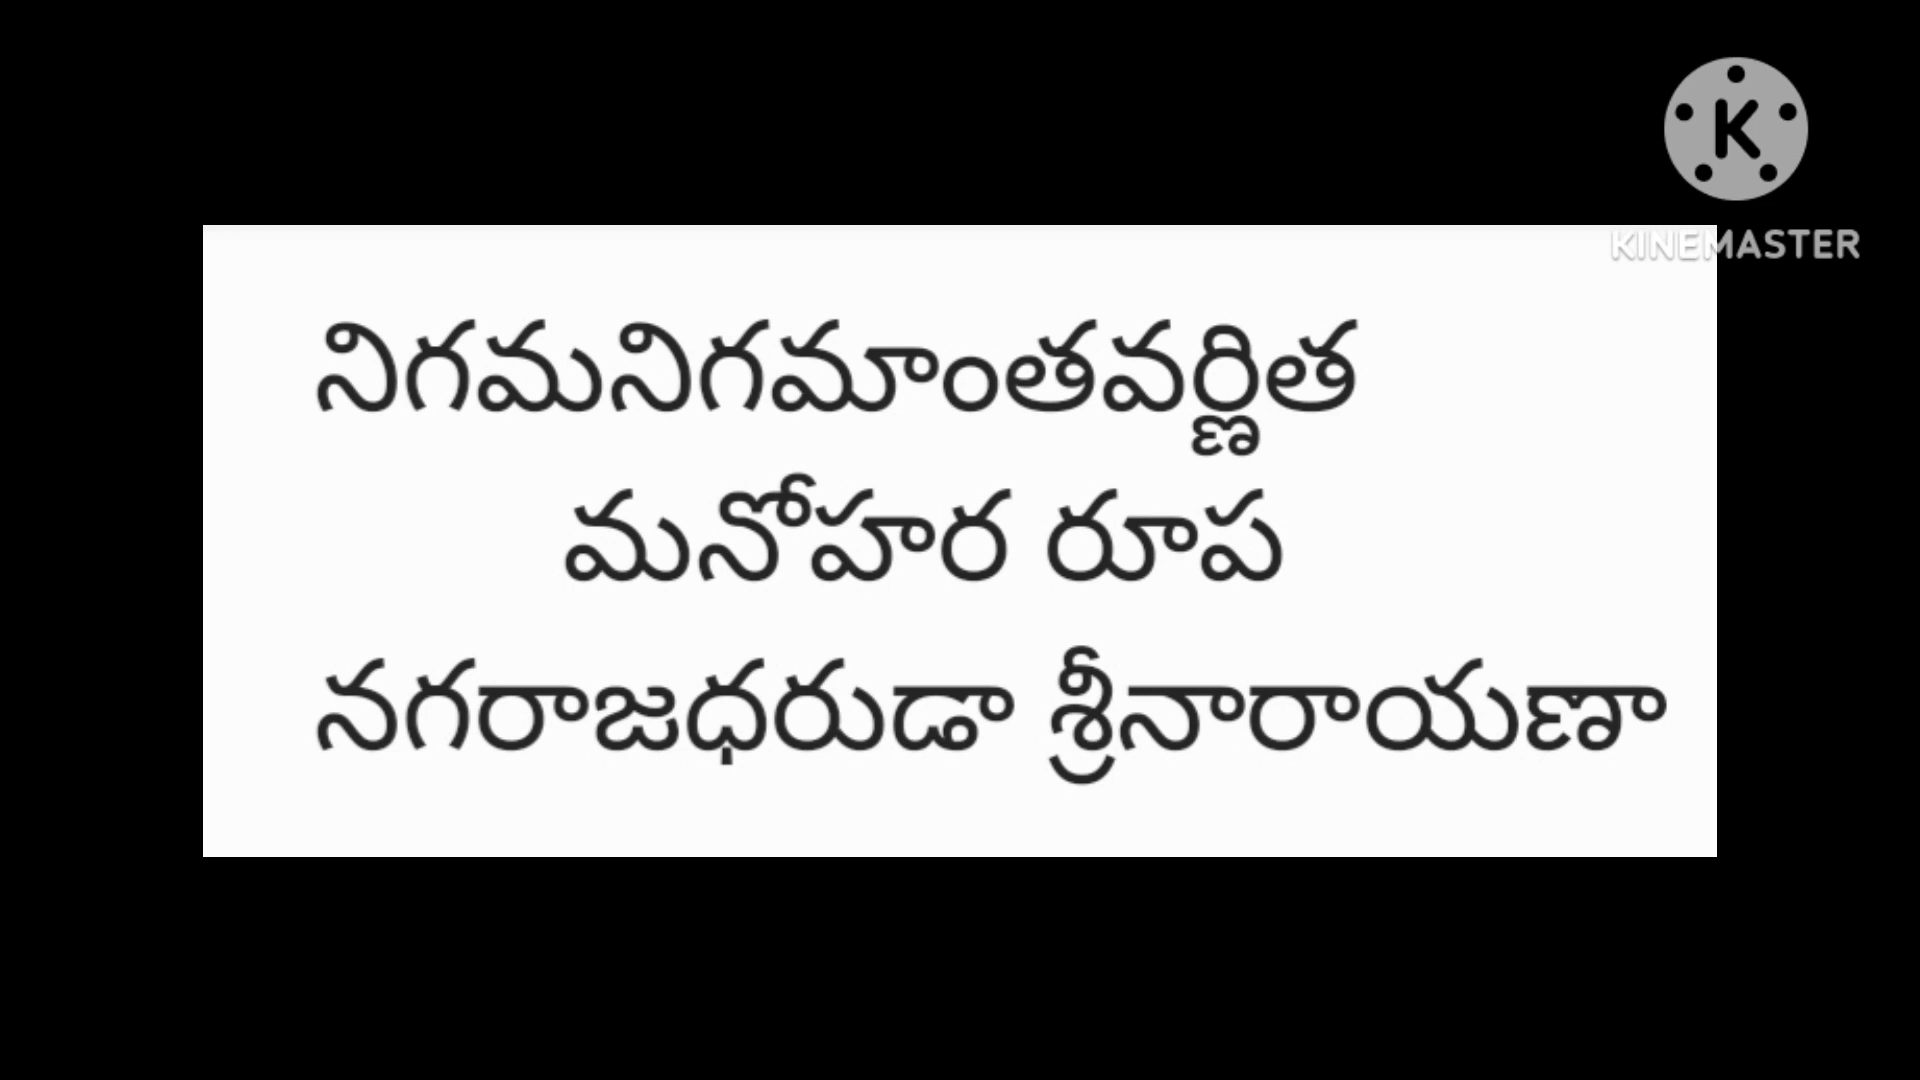 K
KINEMASTER
నిగమనిగమాంతవర్ణిత
మనోహర రూప
నగరాజధరుడా శ్రీనారాయణా